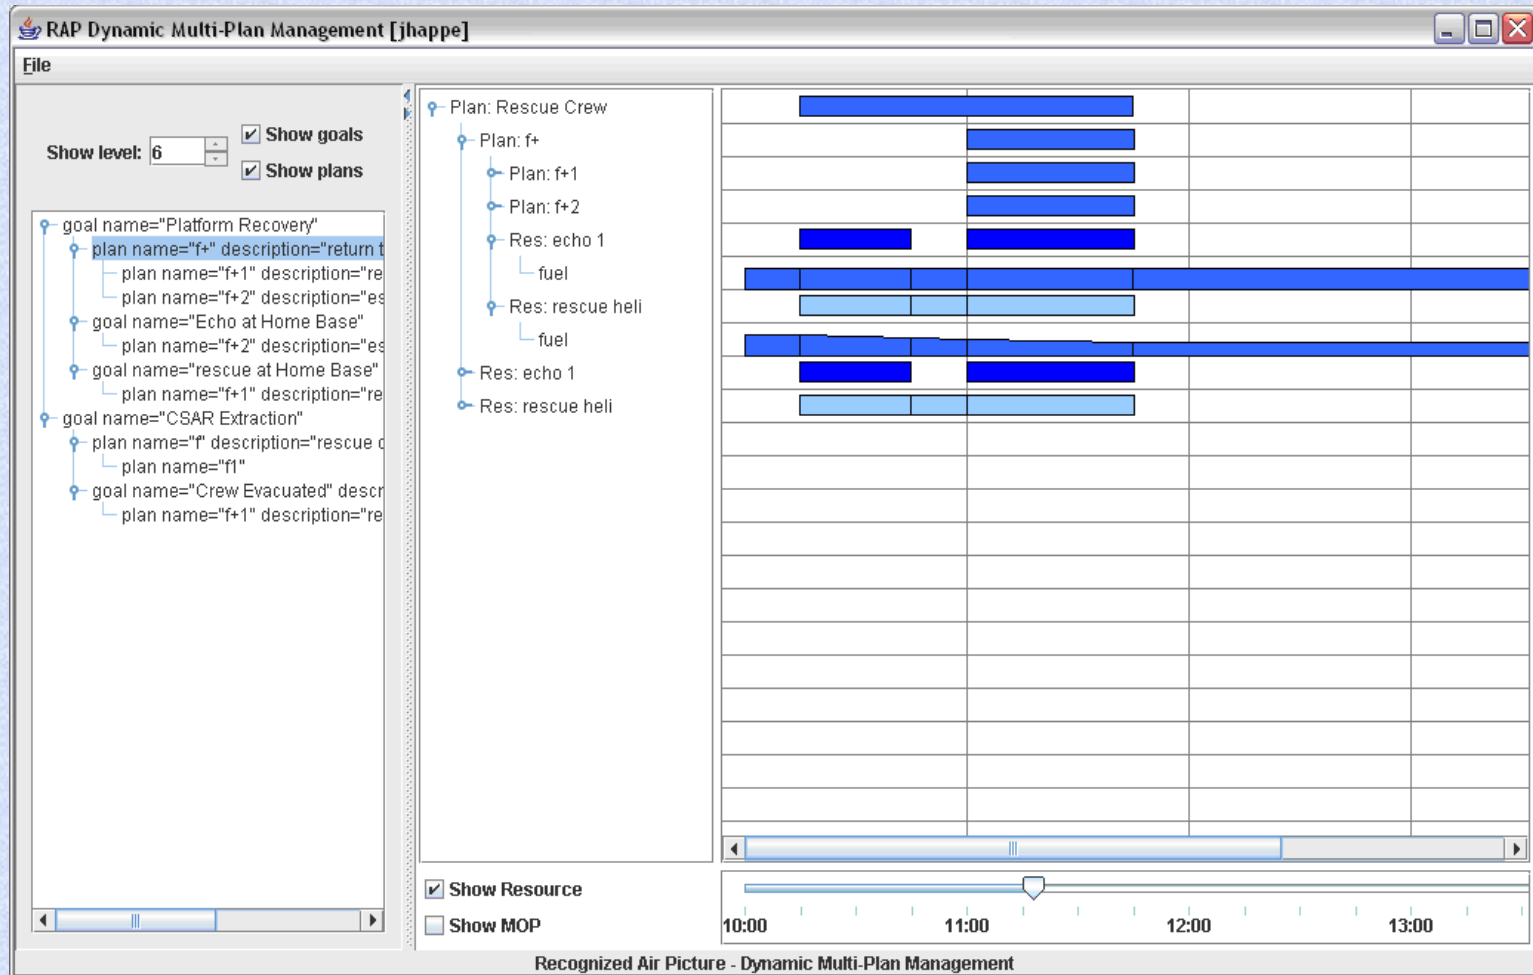 RAP Dynamic Multi-Plan Management [jhappe]
File
Show level: 6
Show goals
Show plans
goal name="Platform Recovery"
plan name="f+" description="return t
plan name="f+1" description="re
plan name="f+2" description="es
goal name="Echo at Home Base"
plan name="f+2" description="es
goal name="rescue at Home Base"
plan name="f+1" description="re
goal name="CSAR Extraction"
plan name="f" description="rescue c
plan name="f1"
goal name="Crew Evacuated" descr
plan name="f+1" description="re
Plan: Rescue Crew
Plan: f+
Plan: f+1
Plan: f+2
Res: echo 1
fuel
Res: rescue heli
fuel
Res: echo 1
Res: rescue heli
Show Resource
Show MOP
10:00 11:00 12:00 13:00
Recognized Air Picture - Dynamic Multi-Plan Management